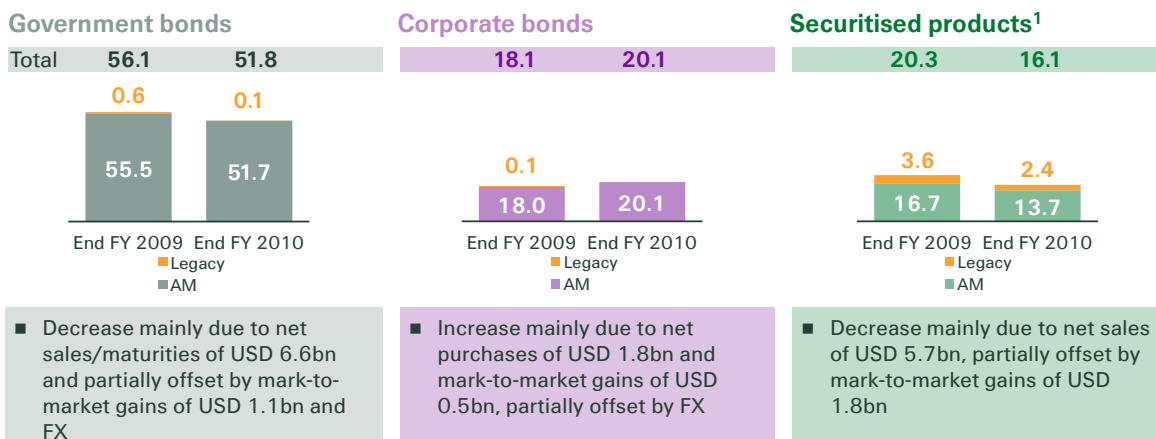 Government bonds
Total 56.1 51.8
0.6 0.1
55.5 51.7
End FY 2009 End FY 2010
Legacy
AM
■ Decrease mainly due to net
sales/maturities of USD 6.6bn
and partially offset by mark-to-
market gains of USD 1.1bn and
FX
Corporate bonds
18.1 20.1
0.1
18.0 20.1
End FY 2009 End FY 2010
Legacy
AM
■ Increase mainly due to net
purchases of USD 1.8bn and
mark-to-market gains of USD
0.5bn, partially offset by FX
Securitised products¹
20.3 16.1
3.6 2.4
16.7 13.7
End FY 2009 End FY 2010
Legacy
AM
■ Decrease mainly due to net sales
of USD 5.7bn, partially offset by
mark-to-market gains of USD
1.8bn